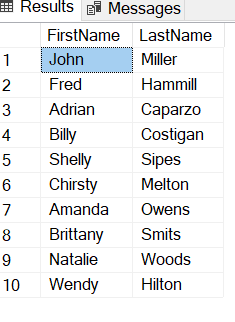 Results Messages
FirstName LastName
1 John Miller
2 Fred Hammill
3 Adrian Caparzo
4 Billy Costigan
5 Shelly Sipes
6 Chirsty Melton
7 Amanda Owens
8 Brittany Smits
9 Natalie Woods
10 Wendy Hilton